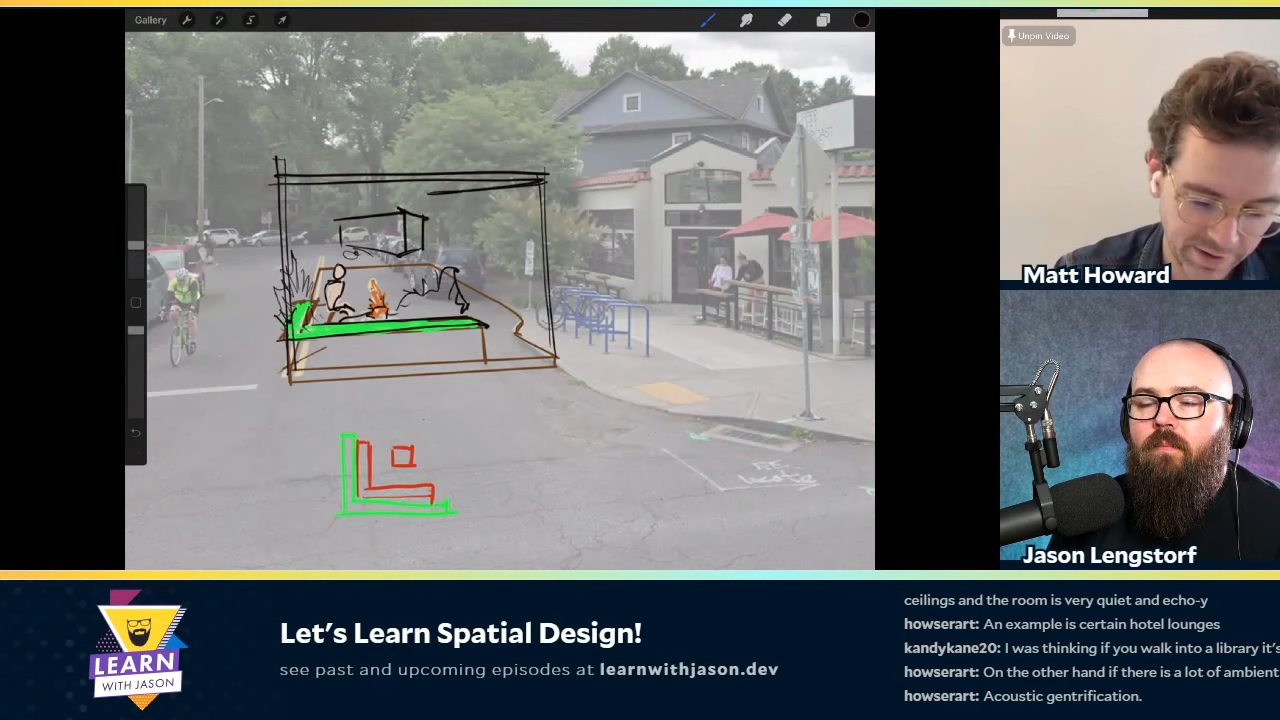 Gallery
Unpin Video
Matt Howard
Jason Lengstorf
LEARN
WITH JASON
Let's Learn Spatial Design!
see past and upcoming episodes at learnwithjason.dev
ceilings and the room is very quiet and echo-y
howserart: An example is certain hotel lounges
kandykane20: I was thinking if you walk into a library it's
howserart: On the other hand if there is a lot of ambient
howserart: Acoustic gentrification.